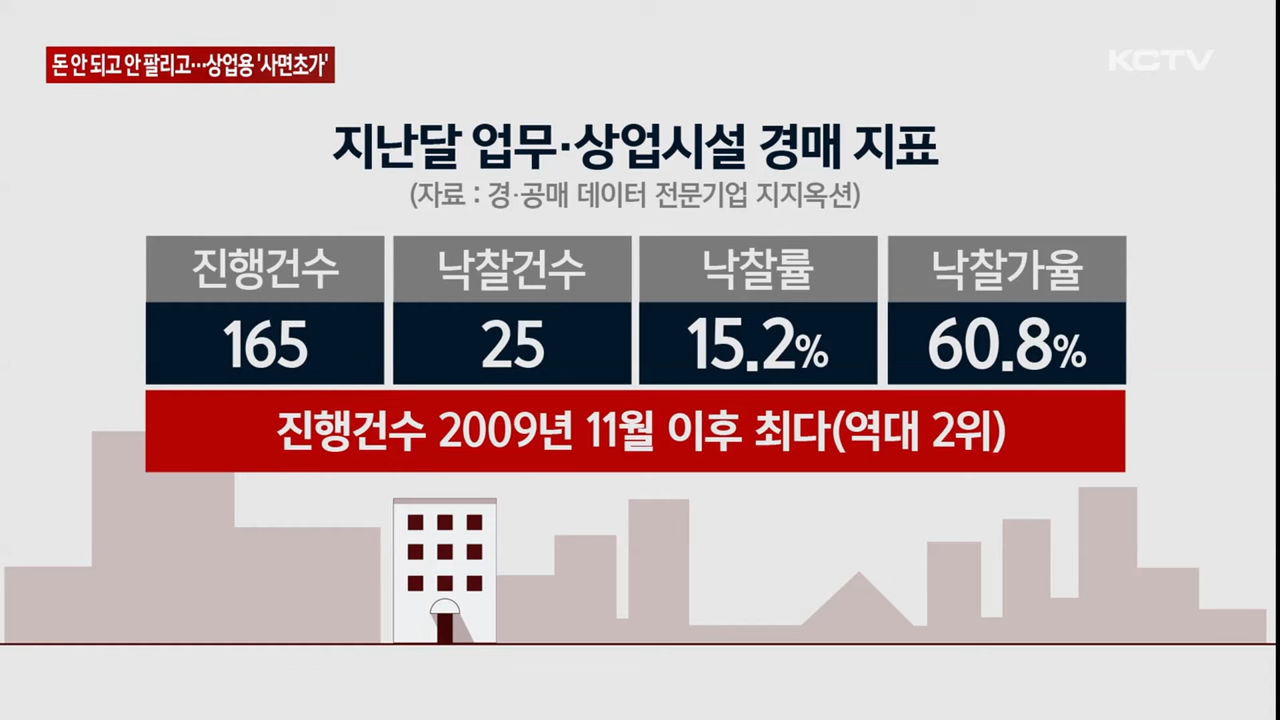 돈 안 되고 안 팔리고…상업용 '사면초가'
KCTV
지난달 업무·상업시설 경매 지표
(자료 : 경·공매 데이터 전문기업 지지옥션)
진행건수 낙찰건수 낙찰률 낙찰가율
165 25 15.2% 60.8%
진행건수 2009년 11월 이후 최다(역대 2위)